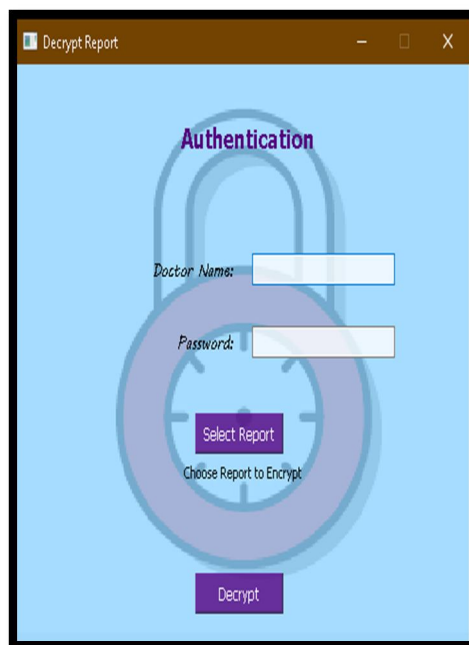 Decrypt Report
Authentication
Doctor Name:
Password:
Select Report
Choose Report to Encrypt
Decrypt